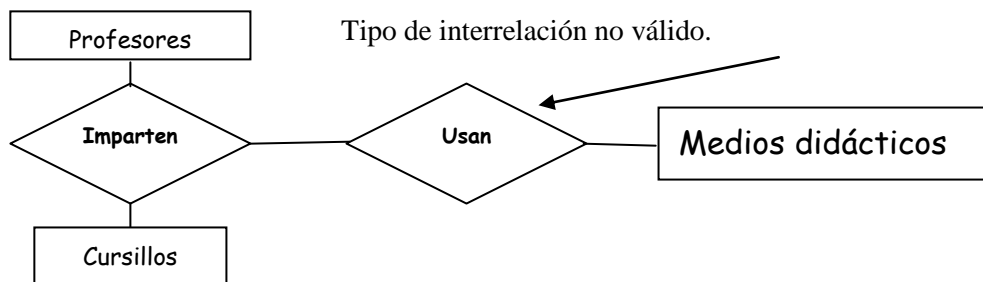 Profesores
Tipo de interrelación no válido.
Imparten
Usan
Medios didácticos
Cursillos